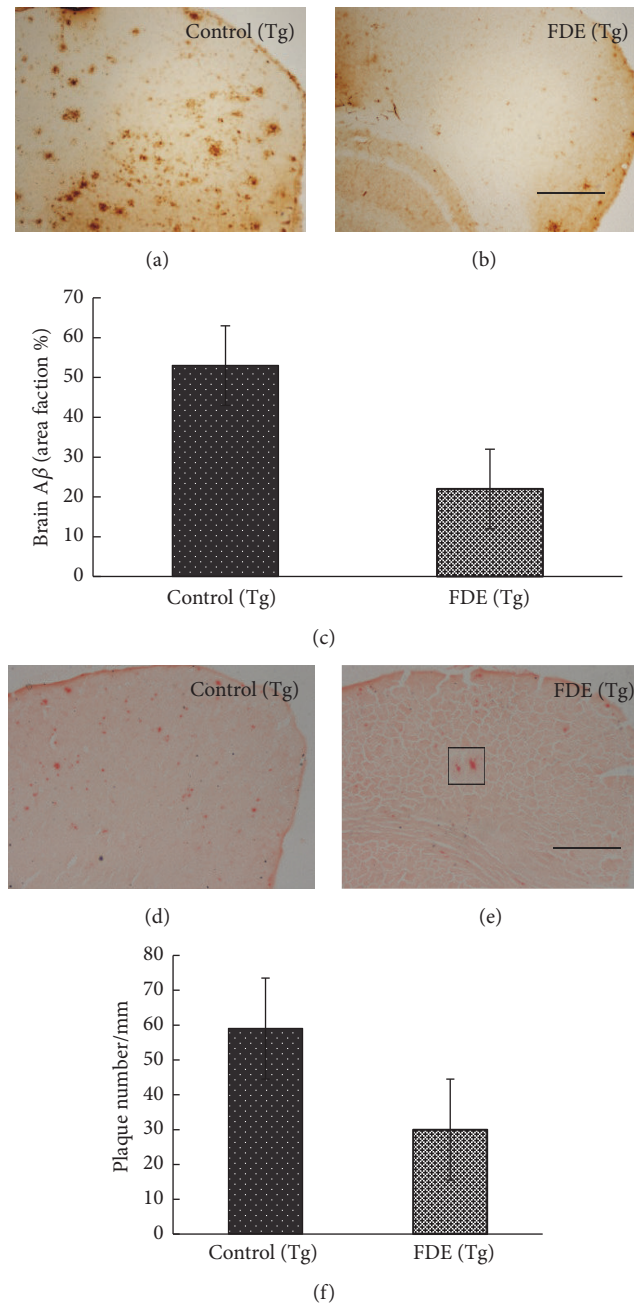 Control (Tg)
FDE (Tg)
(a)
(b)
70
60
50
40
30
20
10
0
Brain Aβ (area faction %)
Control (Tg)
FDE (Tg)
(c)
Control (Tg)
FDE (Tg)
(d)
(e)
80
70
60
50
40
30
20
10
0
Plaque number/mm
Control (Tg)
FDE (Tg)
(f)